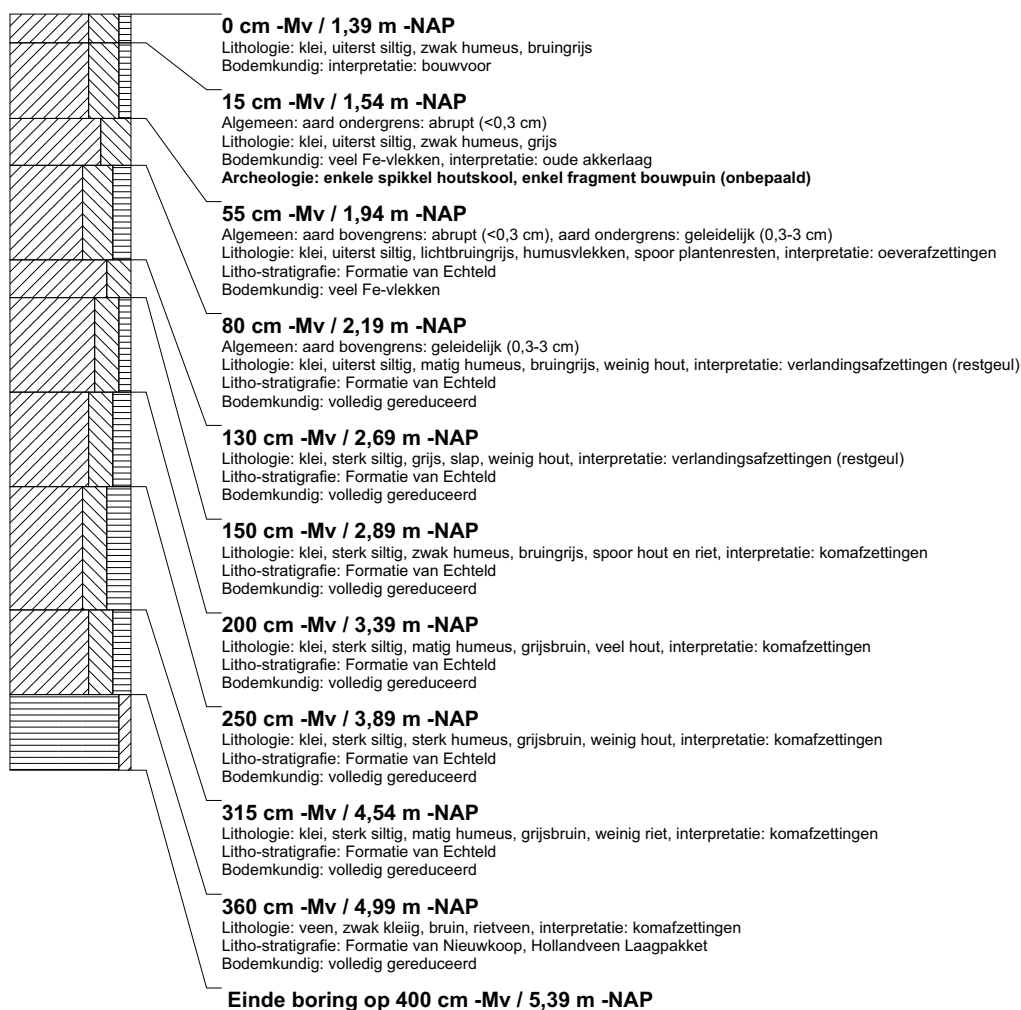 0 cm -Mv / 1,39 m -NAP
Lithologie: klei, uiterst siltig, zwak humeus, bruingrijs
Bodemkundig: interpretatie: bouwvoor
15 cm -Mv / 1,54 m -NAP
Algemeen: aard ondergrens: abrupt (<0,3 cm)
Lithologie: klei, uiterst siltig, zwak humeus, grijs
Bodemkundig: veel Fe-vlekken, interpretatie: oude akkerlaag
Archeologie: enkele spikkel houtskool, enkel fragment bouwpuin (onbepaald)
55 cm -Mv / 1,94 m -NAP
Algemeen: aard bovengrens: abrupt (<0,3 cm), aard ondergrens: geleidelijk (0,3-3 cm)
Lithologie: klei, uiterst siltig, lichtbruingrijs, humusvlekken, spoor plantenresten, interpretatie: oeverafzettingen
Litho-stratigrafie: Formatie van Echteld
Bodemkundig: veel Fe-vlekken
80 cm -Mv / 2,19 m -NAP
Algemeen: aard bovengrens: geleidelijk (0,3-3 cm)
Lithologie: klei, uiterst siltig, matig humeus, bruingrijs, weinig hout, interpretatie: verlandingsafzettingen (restgeul)
Litho-stratigrafie: Formatie van Echteld
Bodemkundig: volledig gereduceerd
130 cm -Mv / 2,69 m -NAP
Lithologie: klei, sterk siltig, grijs, slap, weinig hout, interpretatie: verlandingsafzettingen (restgeul)
Litho-stratigrafie: Formatie van Echteld
Bodemkundig: volledig gereduceerd
150 cm -Mv / 2,89 m -NAP
Lithologie: klei, sterk siltig, zwak humeus, bruingrijs, spoor hout en riet, interpretatie: komafzettingen
Litho-stratigrafie: Formatie van Echteld
Bodemkundig: volledig gereduceerd
200 cm -Mv / 3,39 m -NAP
Lithologie: klei, sterk siltig, matig humeus, grijsbruin, veel hout, interpretatie: komafzettingen
Litho-stratigrafie: Formatie van Echteld
Bodemkundig: volledig gereduceerd
250 cm -Mv / 3,89 m -NAP
Lithologie: klei, sterk siltig, sterk humeus, grijsbruin, weinig hout, interpretatie: komafzettingen
Litho-stratigrafie: Formatie van Echteld
Bodemkundig: volledig gereduceerd
315 cm -Mv / 4,54 m -NAP
Lithologie: klei, sterk siltig, matig humeus, grijsbruin, weinig riet, interpretatie: komafzettingen
Litho-stratigrafie: Formatie van Echteld
Bodemkundig: volledig gereduceerd
360 cm -Mv / 4,99 m -NAP
Lithologie: veen, zwak kleiig, bruin, rietveen, interpretatie: komafzettingen
Litho-stratigrafie: Formatie van Nieuwkoop, Hollandveen Laagpakket
Bodemkundig: volledig gereduceerd
Einde boring op 400 cm -Mv / 5,39 m -NAP